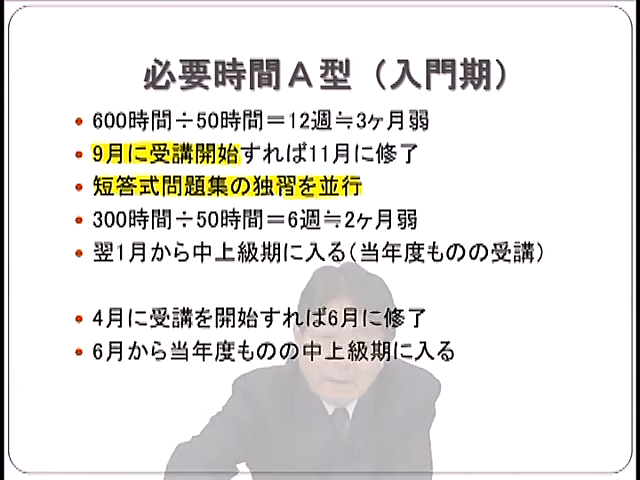 必要時間Ａ型（入門期）
600時間÷50時間＝12週≒3ヶ月弱
9月に受講開始すれば11月に修了
短答式問題集の独習を並行
300時間÷50時間＝6週≒2ヶ月弱
翌1月から中上級期に入る（当年度ものの受講）
4月に受講を開始すれば6月に修了
6月から当年度ものの中上級期に入る